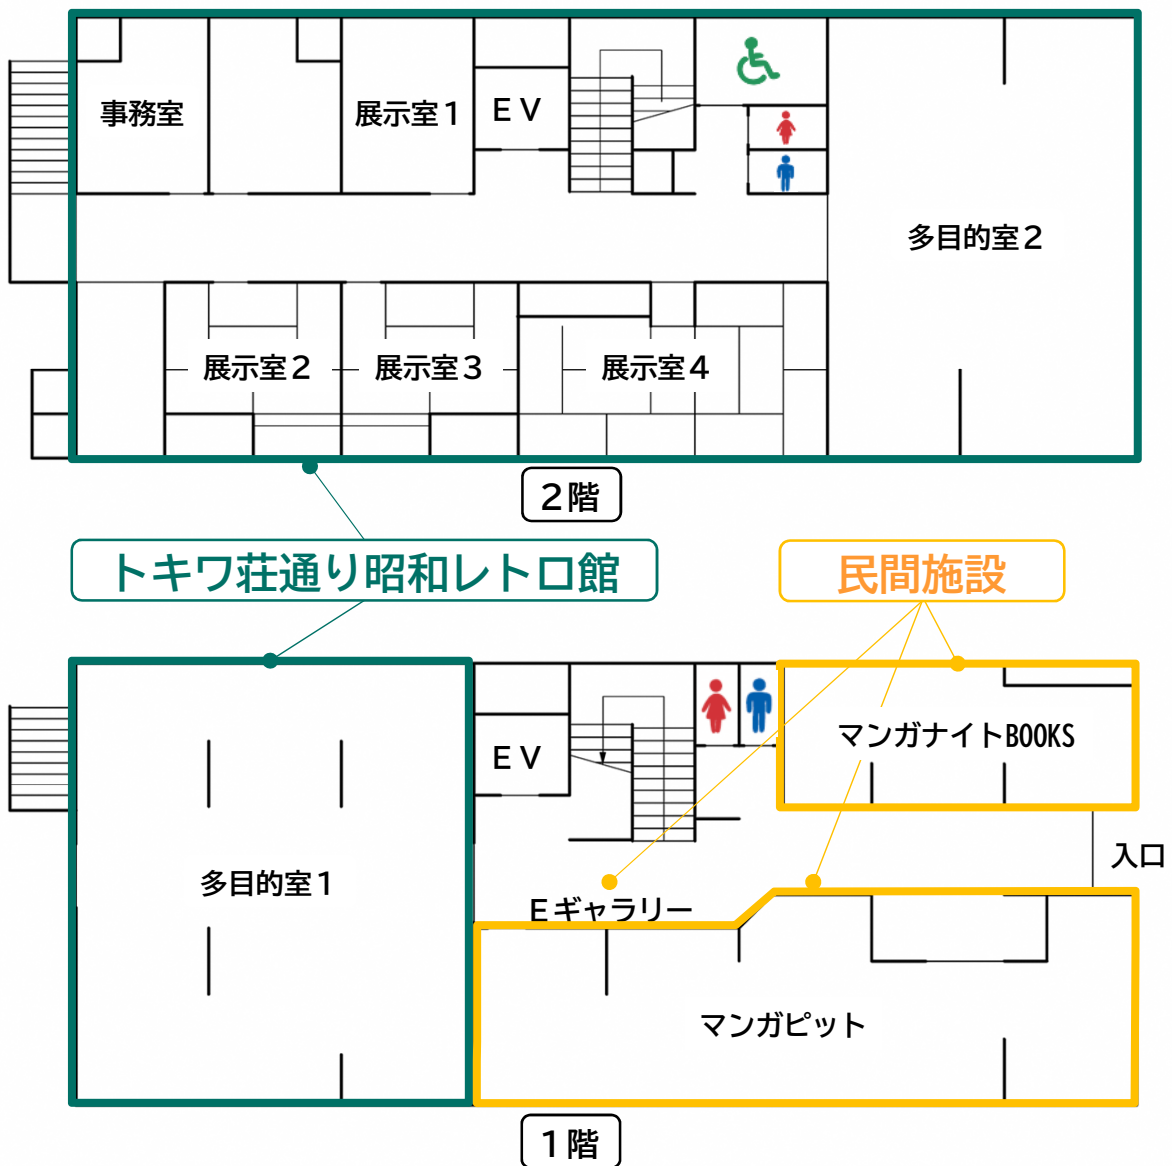 事務室
展示室１
ＥＶ
多目的室２
展示室２
展示室３
展示室４
２階
トキワ荘通り昭和レトロ館
民間施設
マンガナイトBOOKS
ＥＶ
入口
多目的室１
Ｅギャラリー
マンガピット
１階